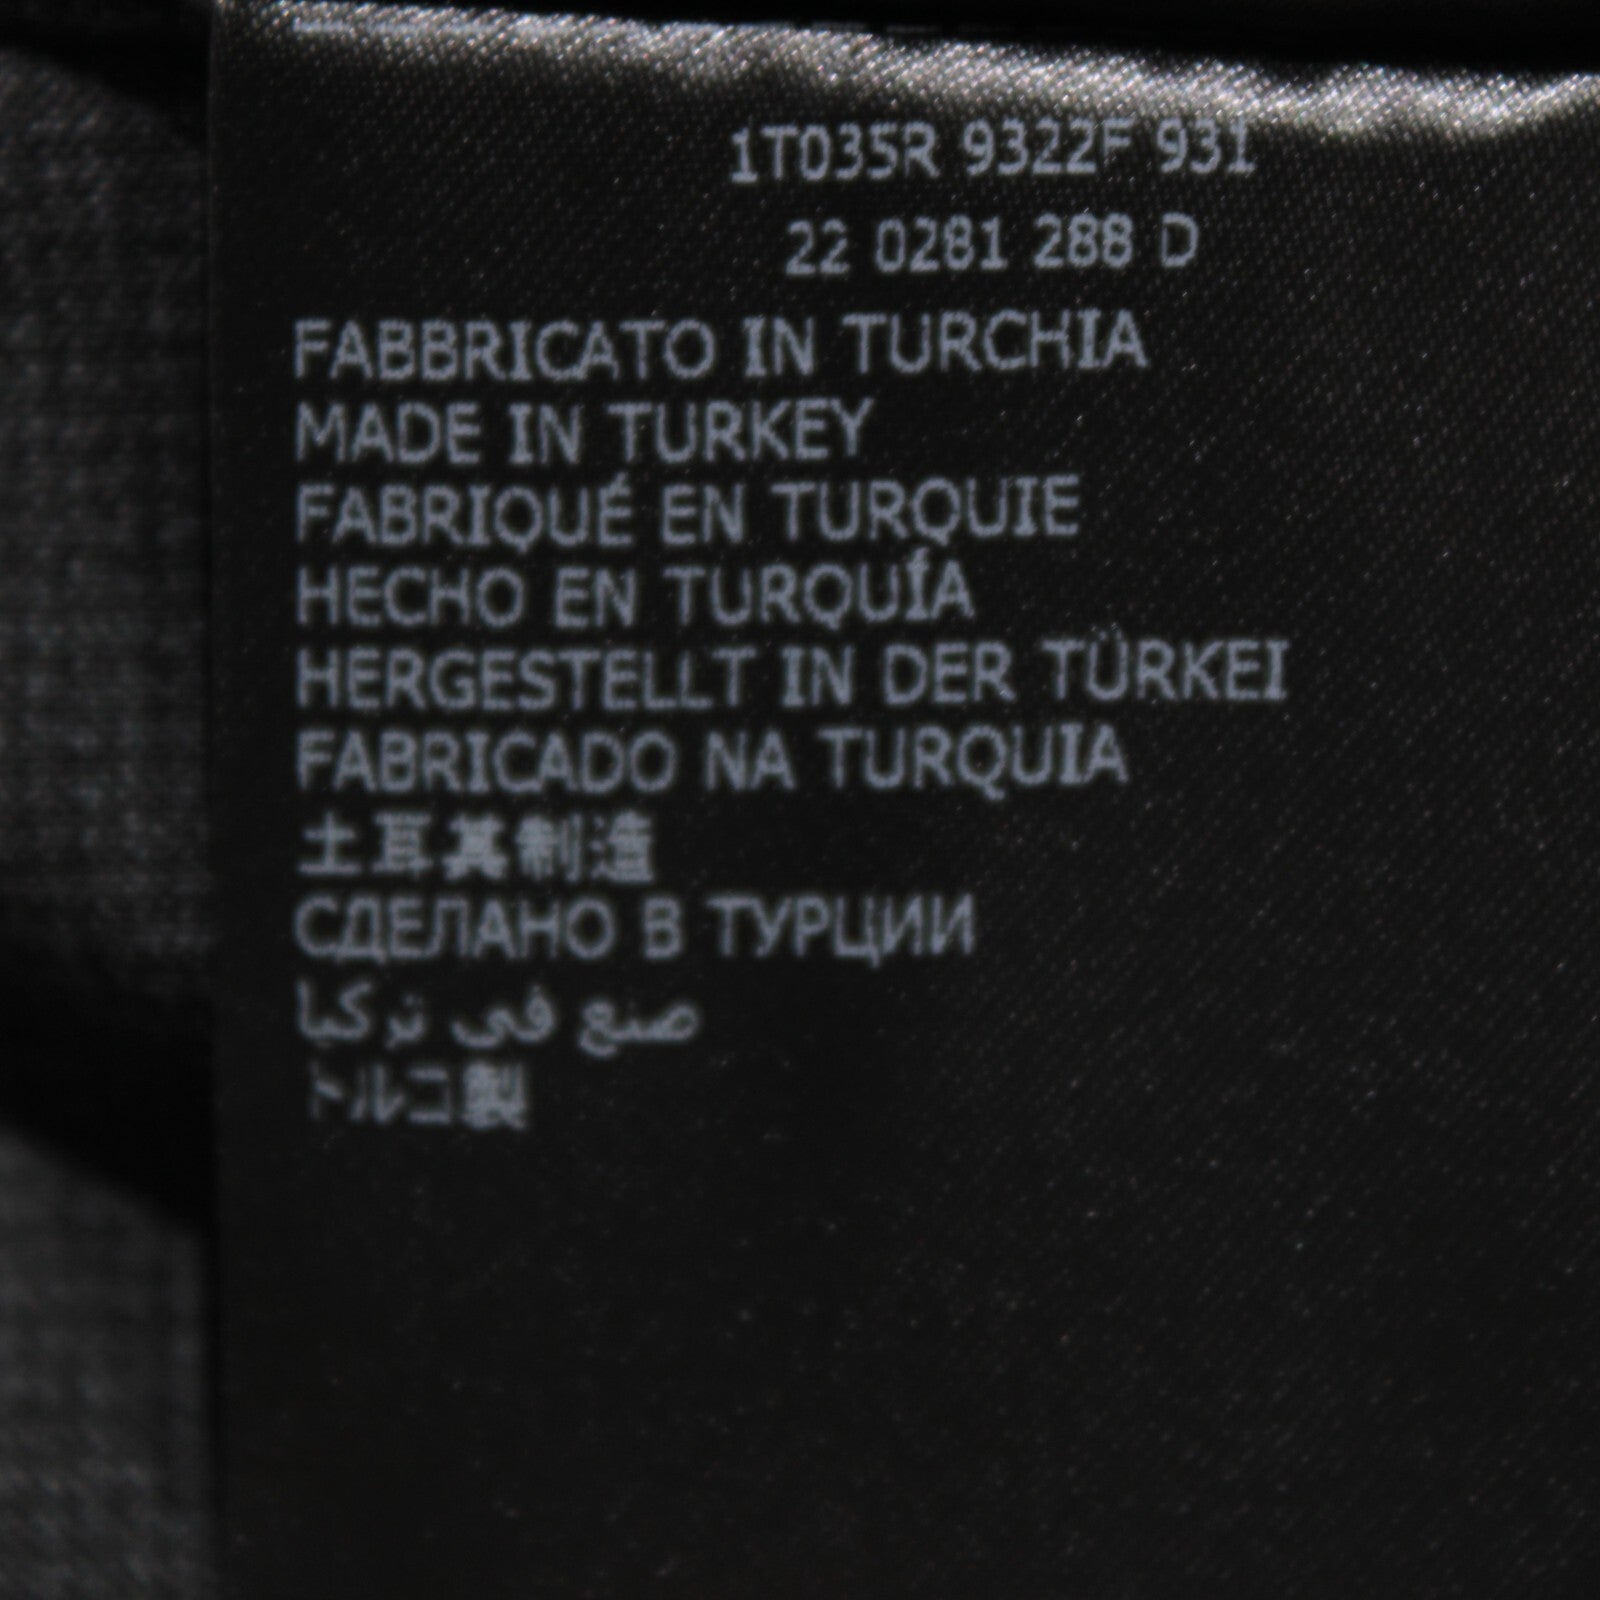 1T035R 9322F 931
22 0281 288 D
FABBRICATO IN TURCHIA
MADE IN TURKEY
FABRIQUÉ EN TURQUIE
HECHO EN TURQUÍA
HERGESTELLT IN DER TÜRKEI
FABRICADO NA TURQUIA
土耳其制造
СДЕЛАНО В ТУРЦИИ
صنع فى تركيا
トルコ製